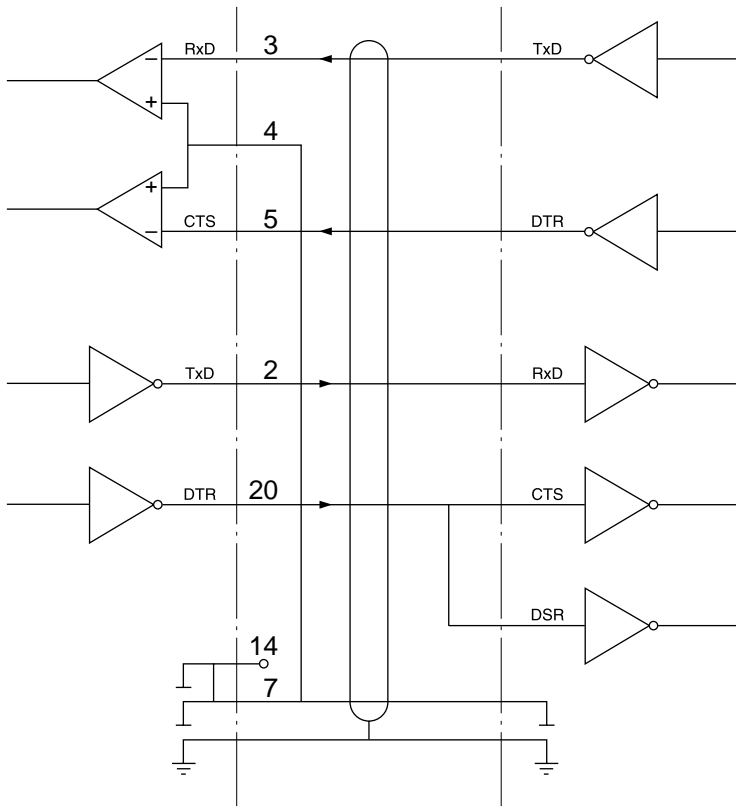 RxD 3 TxD
−
+
4
+
CTS 5 DTR
−
TxD 2 RxD
DTR 20 CTS
DSR
14
7